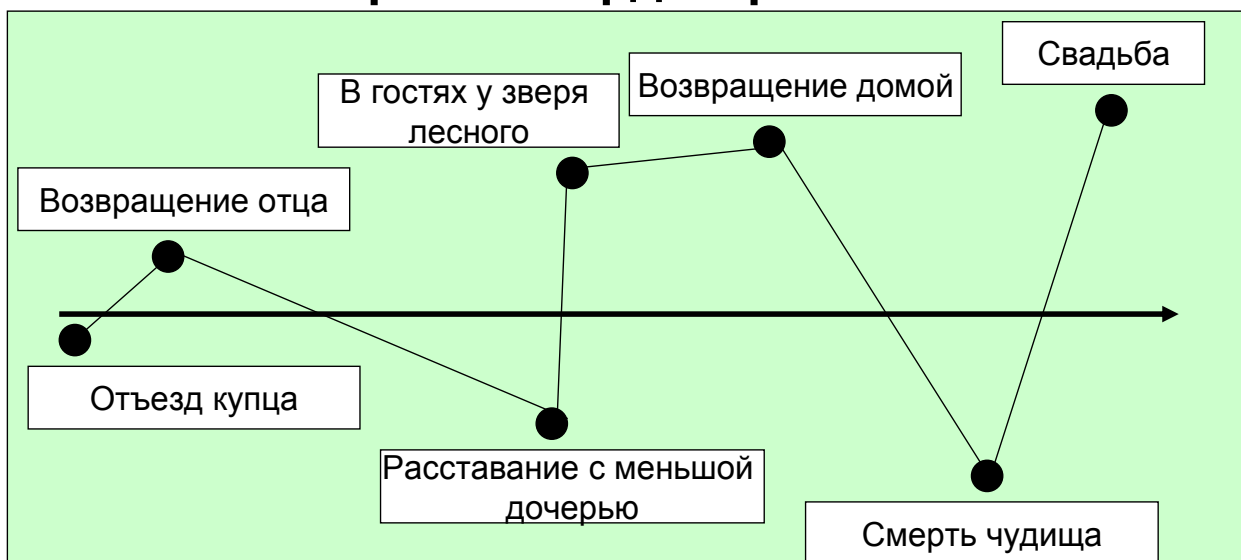 Свадьба
В гостях у зверя
лесного
Возвращение домой
Возвращение отца
Отъезд купца
Расставание с меньшой
дочерью
Смерть чудища